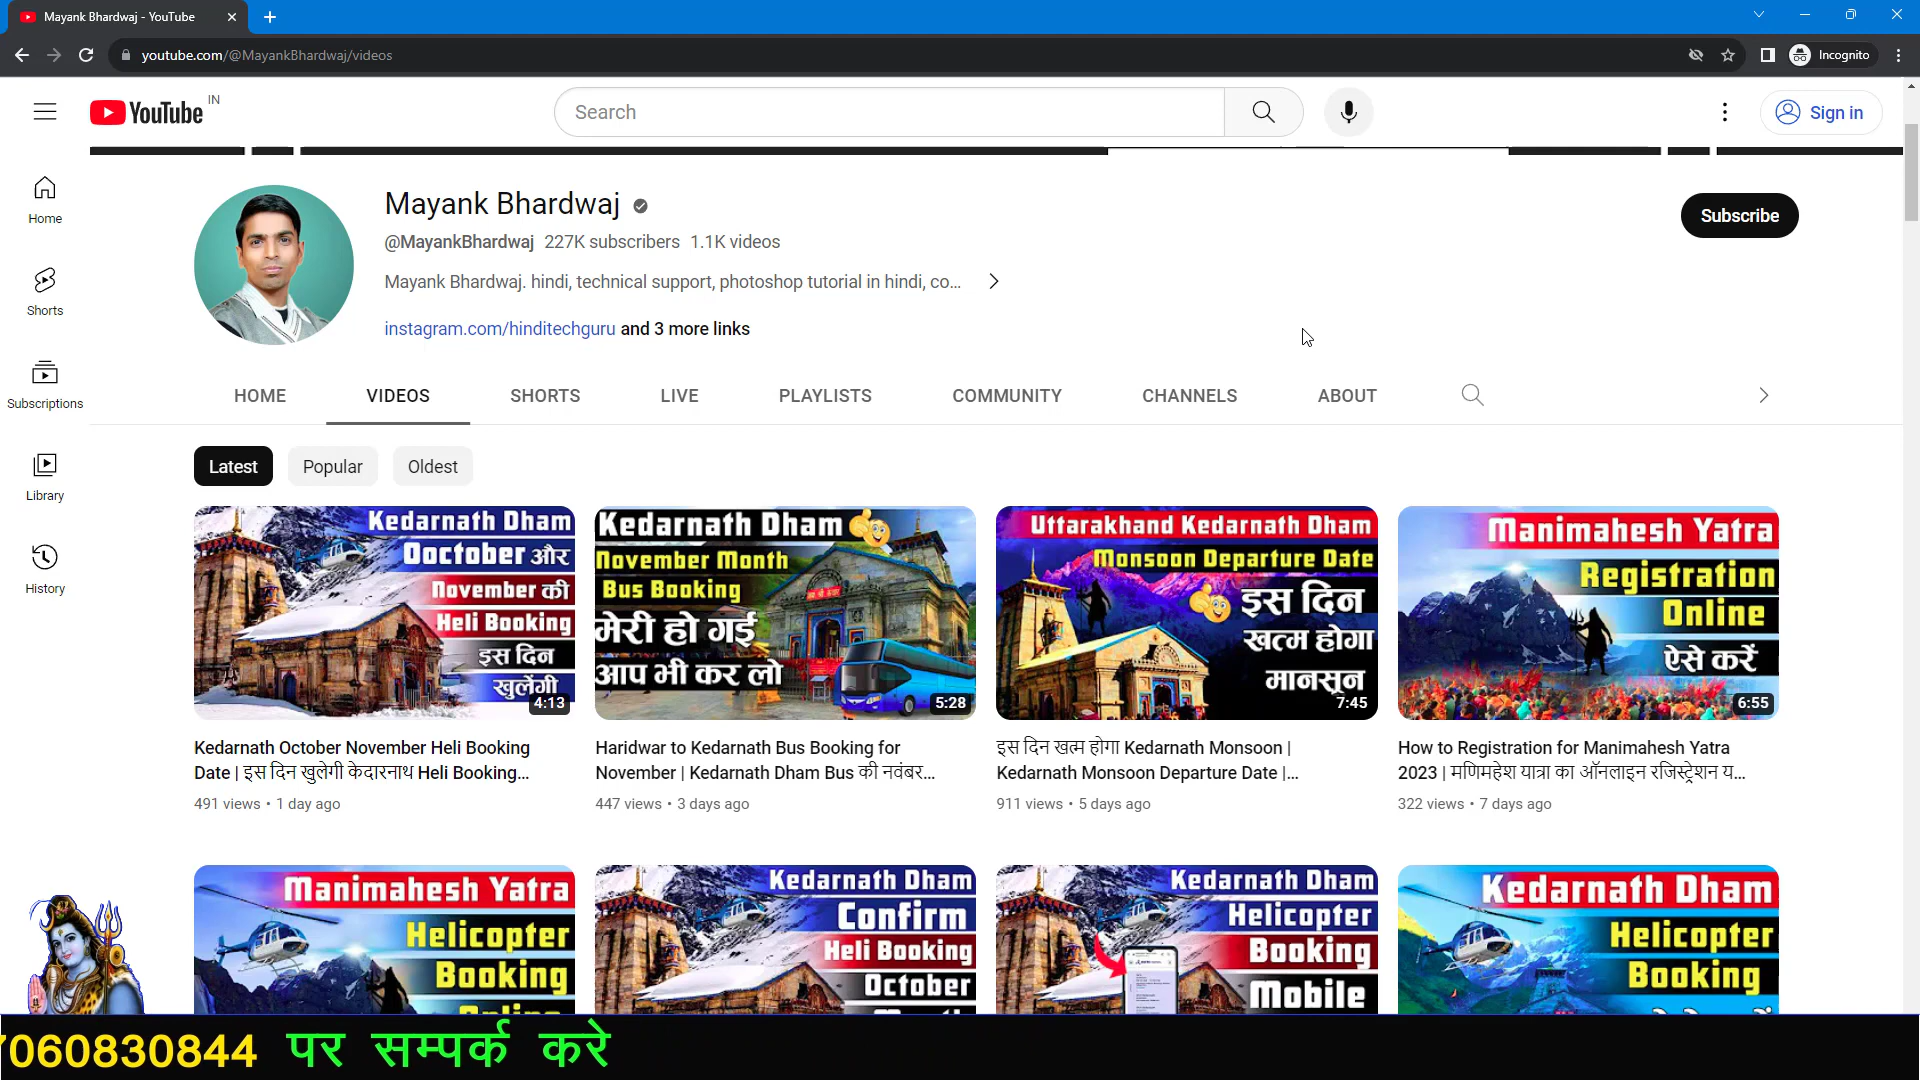 Mayank Bhardwaj - YouTube
youtube.com/@MayankBhardwaj/videos
Incognito
YouTube IN
Search
Sign in
Home
Shorts
Subscriptions
Library
History
Mayank Bhardwaj
@MayankBhardwaj 227K subscribers 1.1K videos
Mayank Bhardwaj. hindi, technical support, photoshop tutorial in hindi, co...
instagram.com/hinditechguru and 3 more links
Subscribe
HOME VIDEOS SHORTS LIVE PLAYLISTS COMMUNITY CHANNELS ABOUT
Latest Popular Oldest
Kedarnath Dham
Ooctober और
November की
Heli Booking
इस दिन
खुलेंगी
4:13
Kedarnath October November Heli Booking
Date | इस दिन खुलेगी केदारनाथ Heli Booking...
491 views • 1 day ago
Kedarnath Dham
November Month
Bus Booking
मेरी हो गई
आप भी कर लो
5:28
Haridwar to Kedarnath Bus Booking for
November | Kedarnath Dham Bus की नवंबर...
447 views • 3 days ago
Uttarakhand Kedarnath Dham
Monsoon Departure Date
इस दिन
खत्म होगा
मानसून
7:45
इस दिन खत्म होगा Kedarnath Monsoon |
Kedarnath Monsoon Departure Date |...
911 views • 5 days ago
Manimahesh Yatra
Registration
Online
ऐसे करें
6:55
How to Registration for Manimahesh Yatra
2023 | मणिमहेश यात्रा का ऑनलाइन रजिस्ट्रेशन य...
322 views • 7 days ago
Manimahesh Yatra
Helicopter
Booking
Online
Kedarnath Dham
Confirm
Heli Booking
October
Kedarnath Dham
Helicopter
Booking
Mobile
Kedarnath Dham
Helicopter
Booking
7060830844 पर सम्पर्क करे